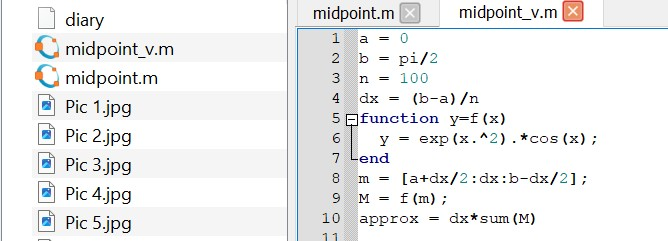 diary
midpoint_v.m
midpoint.m
Pic 1.jpg
Pic 2.jpg
Pic 3.jpg
Pic 4.jpg
Pic 5.jpg
midpoint.m midpoint_v.m
1 a = 0
2 b = pi/2
3 n = 100
4 dx = (b-a)/n
5 function y=f(x)
6 y = exp(x.^2).*cos(x);
7 end
8 m = [a+dx/2:dx:b-dx/2];
9 M = f(m);
10 approx = dx*sum(M)
11